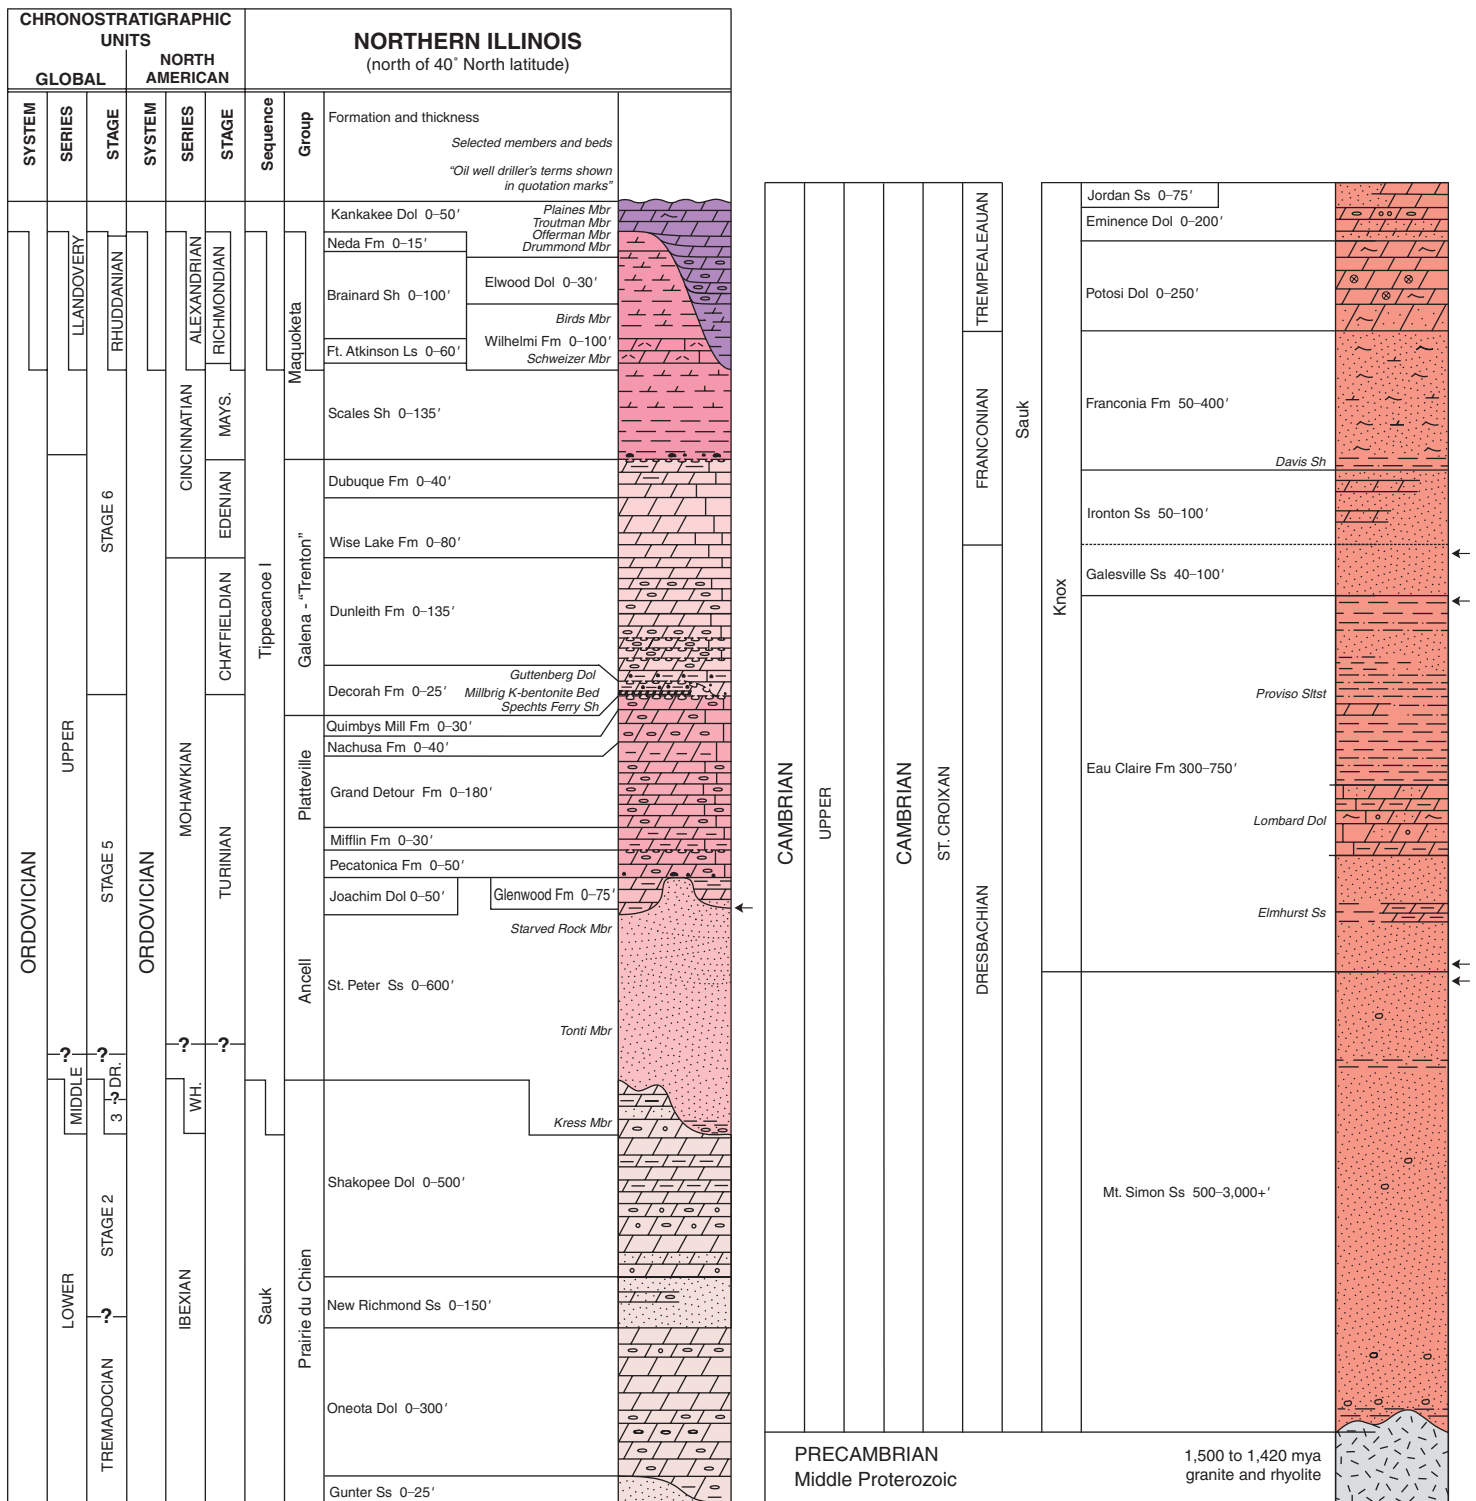 CHRONOSTRATIGRAPHIC
UNITS
GLOBAL
NORTH
AMERICAN
NORTHERN ILLINOIS
(north of 40° North latitude)
SYSTEM
SERIES
STAGE
SYSTEM
SERIES
STAGE
Sequence
Group
Formation and thickness
Selected members and beds
"Oil well driller's terms shown
in quotation marks"
ORDOVICIAN
LLANDOVERY
UPPER
MIDDLE
LOWER
RHUDDANIAN
STAGE 6
STAGE 5
DR.
3
STAGE 2
TREMADOCIAN
ORDOVICIAN
ALEXANDRIAN
CINCINNATIAN
MOHAWKIAN
WH.
IBEXIAN
RICHMONDIAN
MAYS.
EDENIAN
CHATFIELDIAN
TURINIAN
?
?
?
?
?
?
Tippecanoe I
Sauk
Maquoketa
Galena - "Trenton"
Platteville
Ancell
Prairie du Chien
Kankakee Dol 0–50'
Plaines Mbr
Troutman Mbr
Offerman Mbr
Drummond Mbr
Neda Fm 0–15'
Elwood Dol 0–30'
Brainard Sh 0–100'
Birds Mbr
Wilhelmi Fm 0–100'
Schweizer Mbr
Ft. Atkinson Ls 0–60'
Scales Sh 0–135'
Dubuque Fm 0–40'
Wise Lake Fm 0–80'
Dunleith Fm 0–135'
Guttenberg Dol
Decorah Fm 0–25'
Millbrig K-bentonite Bed
Spechts Ferry Sh
Quimbys Mill Fm 0–30'
Nachusa Fm 0–40'
Grand Detour Fm 0–180'
Mifflin Fm 0–30'
Pecatonica Fm 0–50'
Joachim Dol 0–50'
Glenwood Fm 0–75'
Starved Rock Mbr
St. Peter Ss 0–600'
Tonti Mbr
Kress Mbr
Shakopee Dol 0–500'
New Richmond Ss 0–150'
Oneota Dol 0–300'
Gunter Ss 0–25'
CAMBRIAN
UPPER
CAMBRIAN
ST. CROIXAN
TREMPEALEAUAN
FRANCONIAN
DRESBACHIAN
Sauk
Knox
Jordan Ss 0–75'
Eminence Dol 0–200'
Potosi Dol 0–250'
Franconia Fm 50–400'
Davis Sh
Ironton Ss 50–100'
Galesville Ss 40–100'
Proviso Sltst
Eau Claire Fm 300–750'
Lombard Dol
Elmhurst Ss
Mt. Simon Ss 500–3,000+'
PRECAMBRIAN
Middle Proterozoic
1,500 to 1,420 mya
granite and rhyolite